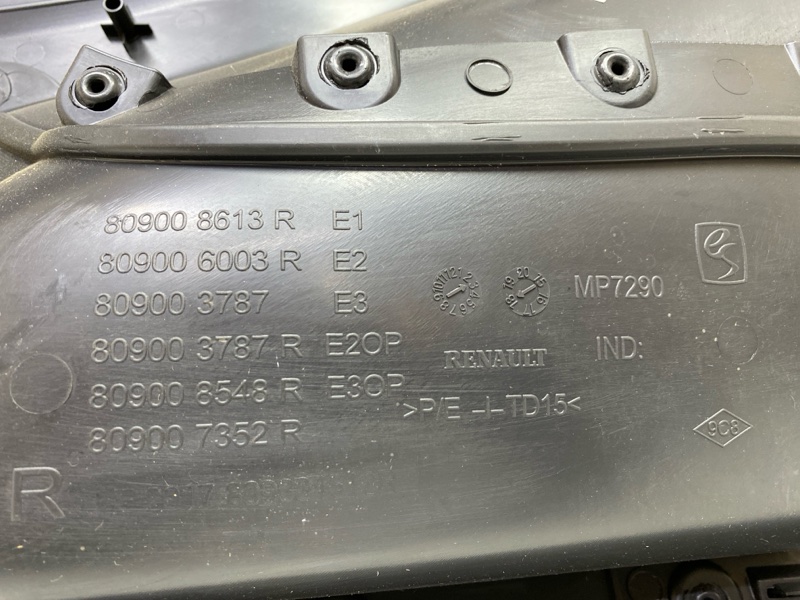 80900 8613 R E1
80900 6003 R E2
80900 3787 E3
80900 3787 R E2OP
80900 8548 R E3OP
80900 7352 R
R
MP7290
RENAULT
IND:
>P/E -I- TD15<
908